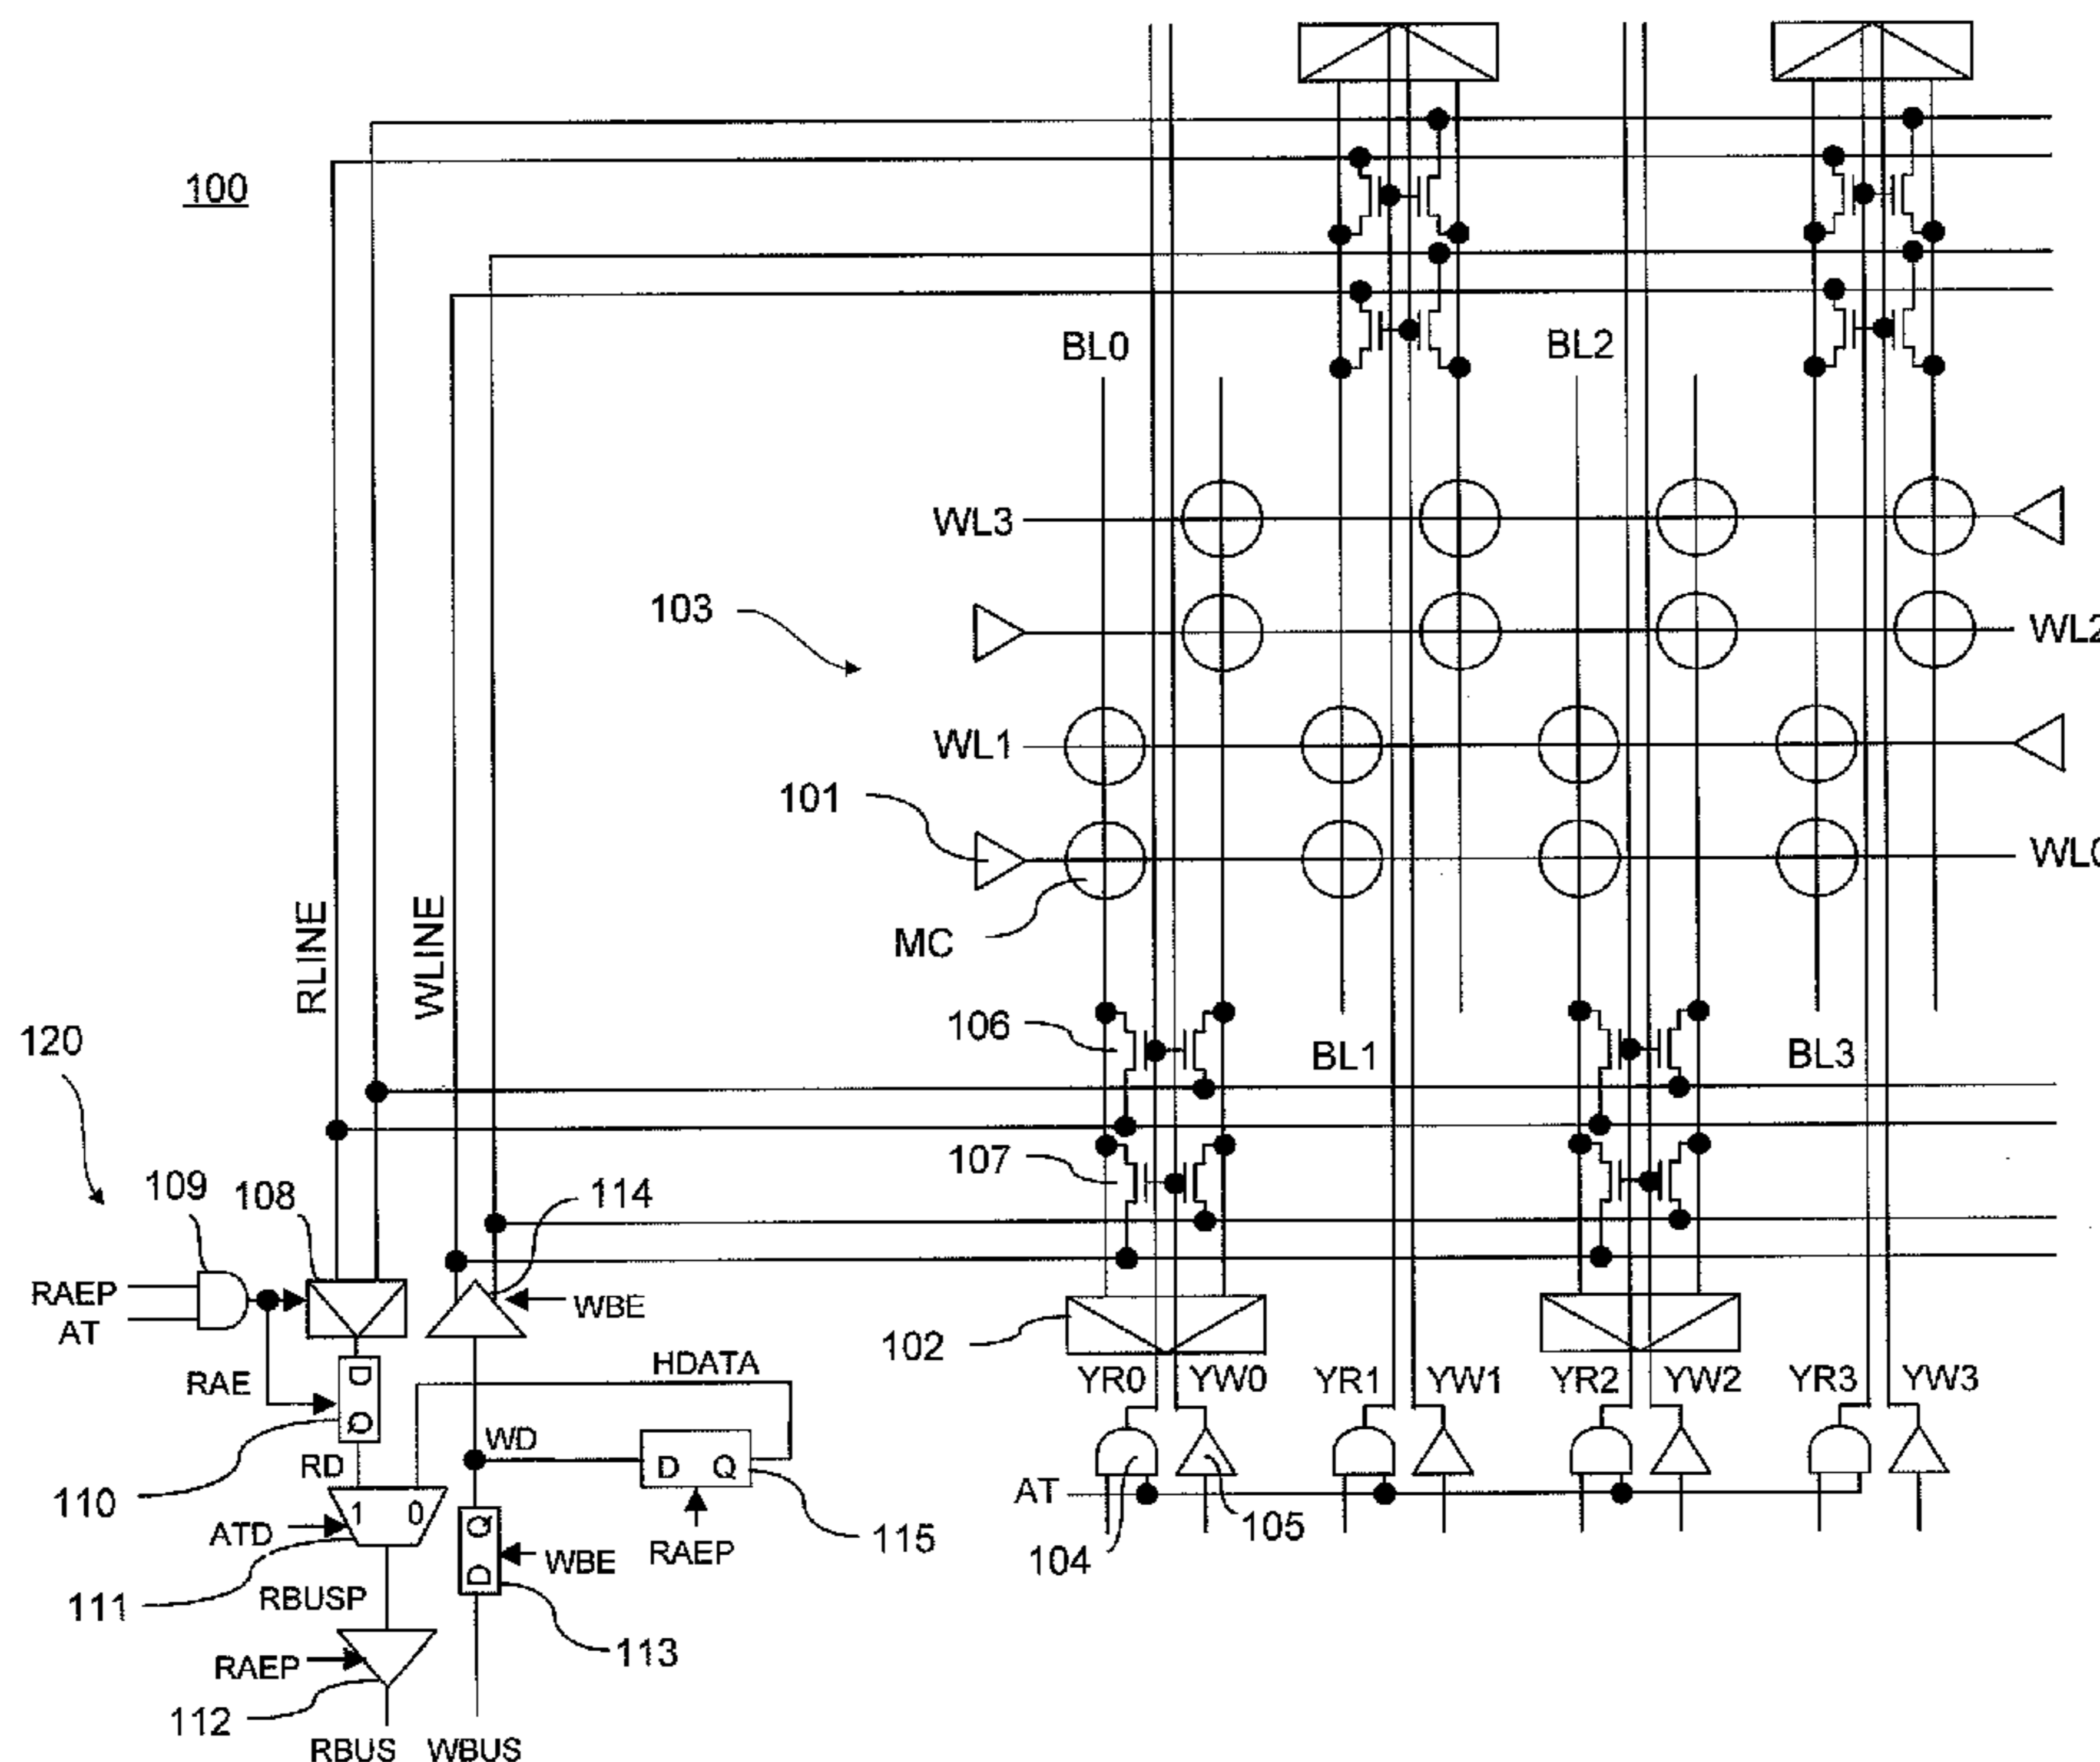 100
BL0
BL2
WL3
103
WL2
WL1
101
WL0
MC
RLINE
WLINE
106
BL1
BL3
120
107
109
108
114
RAEP
AT
WBE
102
HDATA
YR0
YW0
YR1
YW1
YR2
YW2
YR3
YW3
RAE
D
Q
WD
D
Q
RD
110
AT
1
0
Q
D
115
105
ATD
WBE
RAEP
104
111
RBUSP
113
RAEP
112
RBUS
WBUS